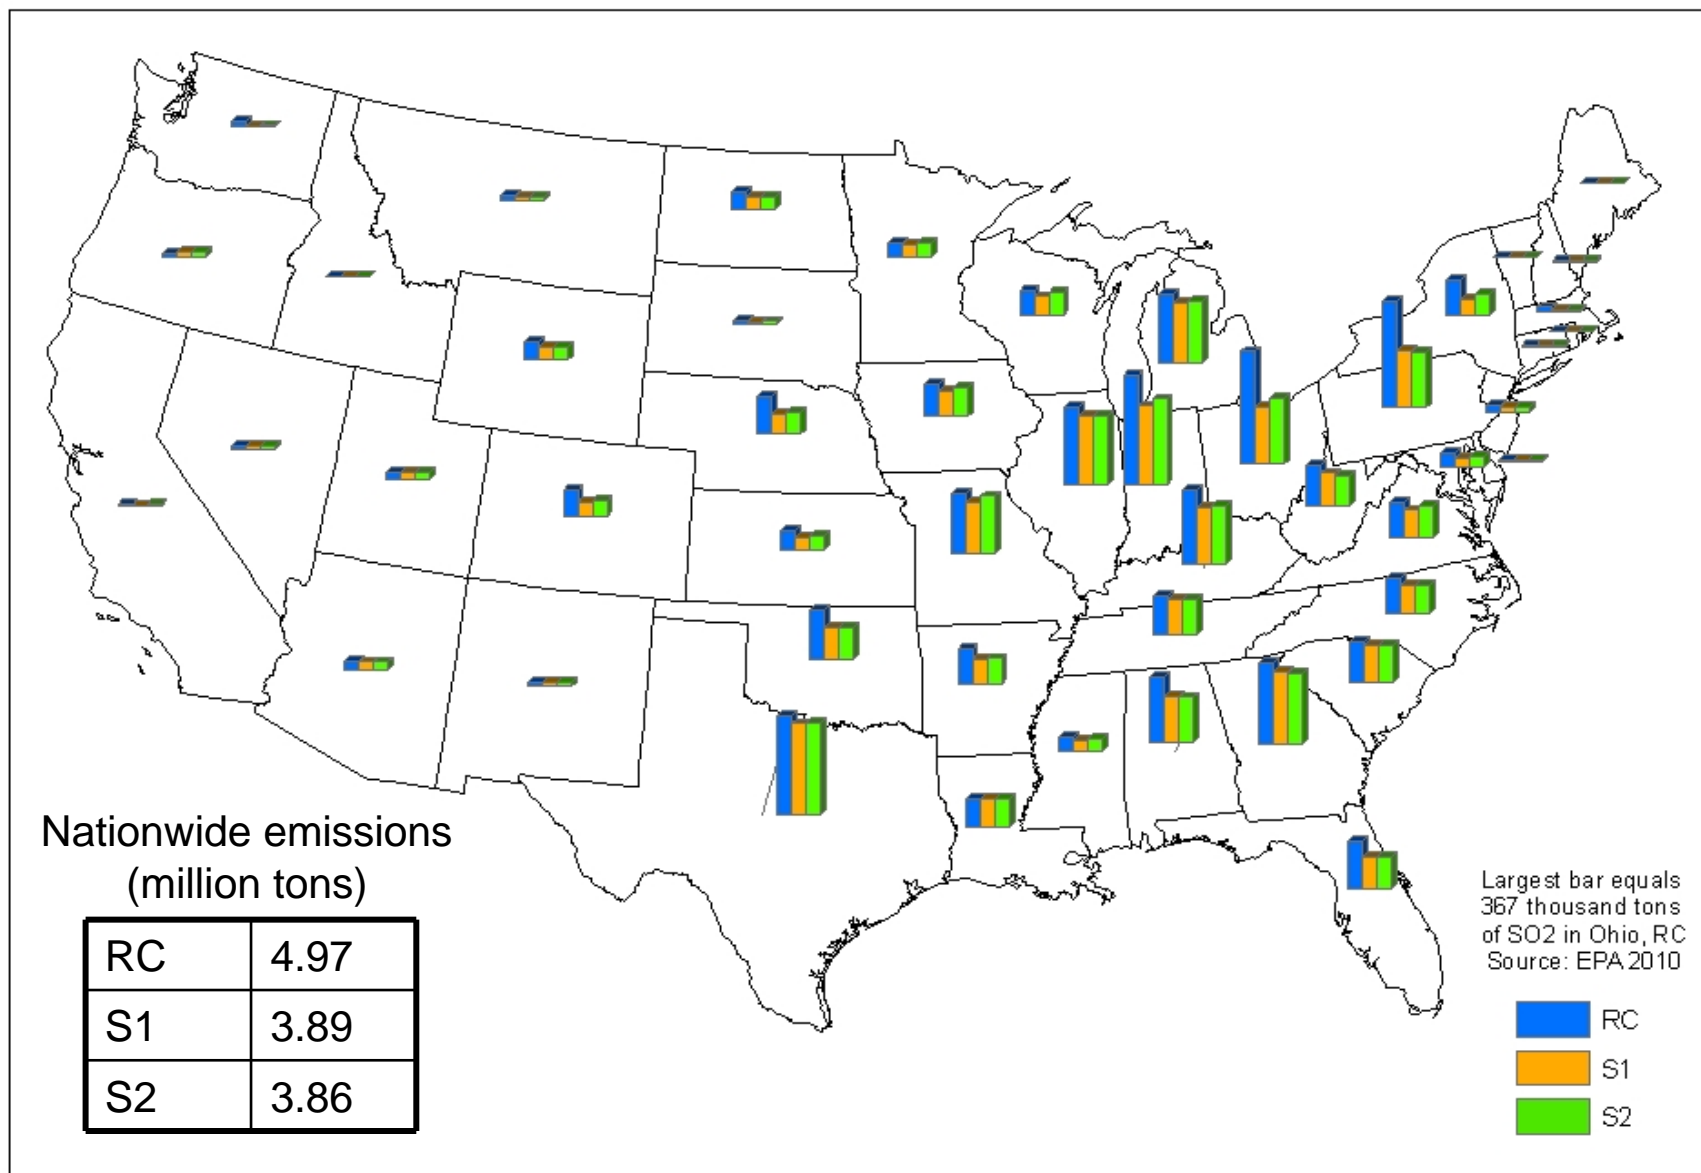 Nationwide emissions
(million tons)
RC 4.97
S1 3.89
S2 3.86
Largest bar equals
367 thousand tons
of SO2 in Ohio, RC
Source: EPA 2010
RC
S1
S2